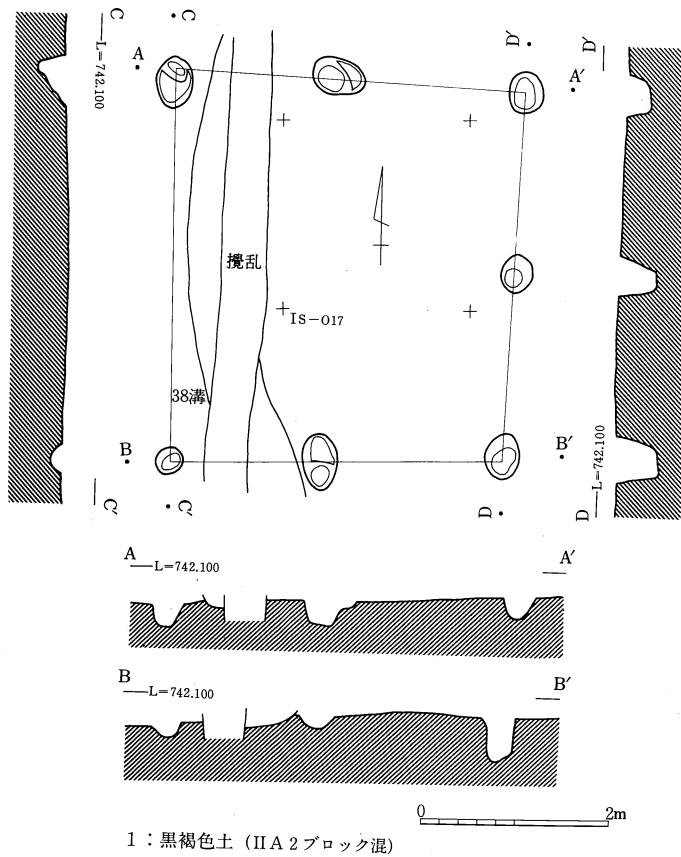 C
C
L=742.100
A
D′
D′
A′
攪乱
Is-017
38溝
B
B′
C′
C′
D
D
L=742.100
A
L=742.100
A′
B
L=742.100
B′
0
2m
1：黒褐色土（ⅡA2ブロック混）